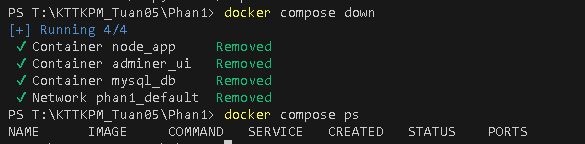 PS T:\KTTKPM_Tuan05\Phan1> docker compose down
[+] Running 4/4
✓ Container node_app Removed
✓ Container adminer_ui Removed
✓ Container mysql_db Removed
✓ Network phan1_default Removed
PS T:\KTTKPM_Tuan05\Phan1> docker compose ps
NAME IMAGE COMMAND SERVICE CREATED STATUS PORTS